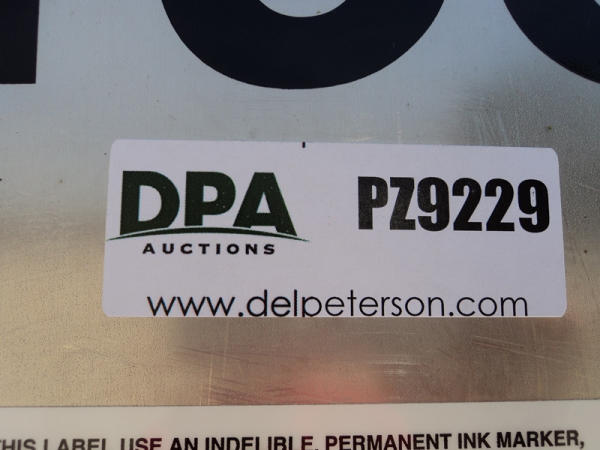 DPA
AUCTIONS
PZ9229
www.delpeterson.com
THIS LABEL USE AN INDELIBLE, PERMANENT INK MARKER,